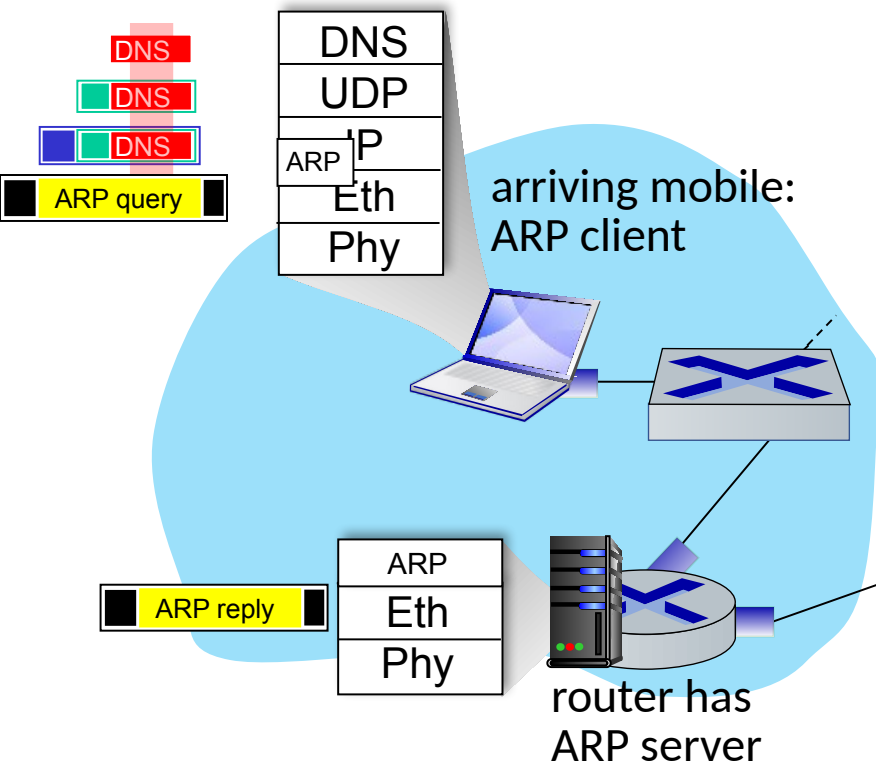 DNS
DNS
DNS
ARP query
DNS
UDP
IP
ARP
Eth
Phy
arriving mobile:
ARP client
ARP reply
ARP
Eth
Phy
router has
ARP server